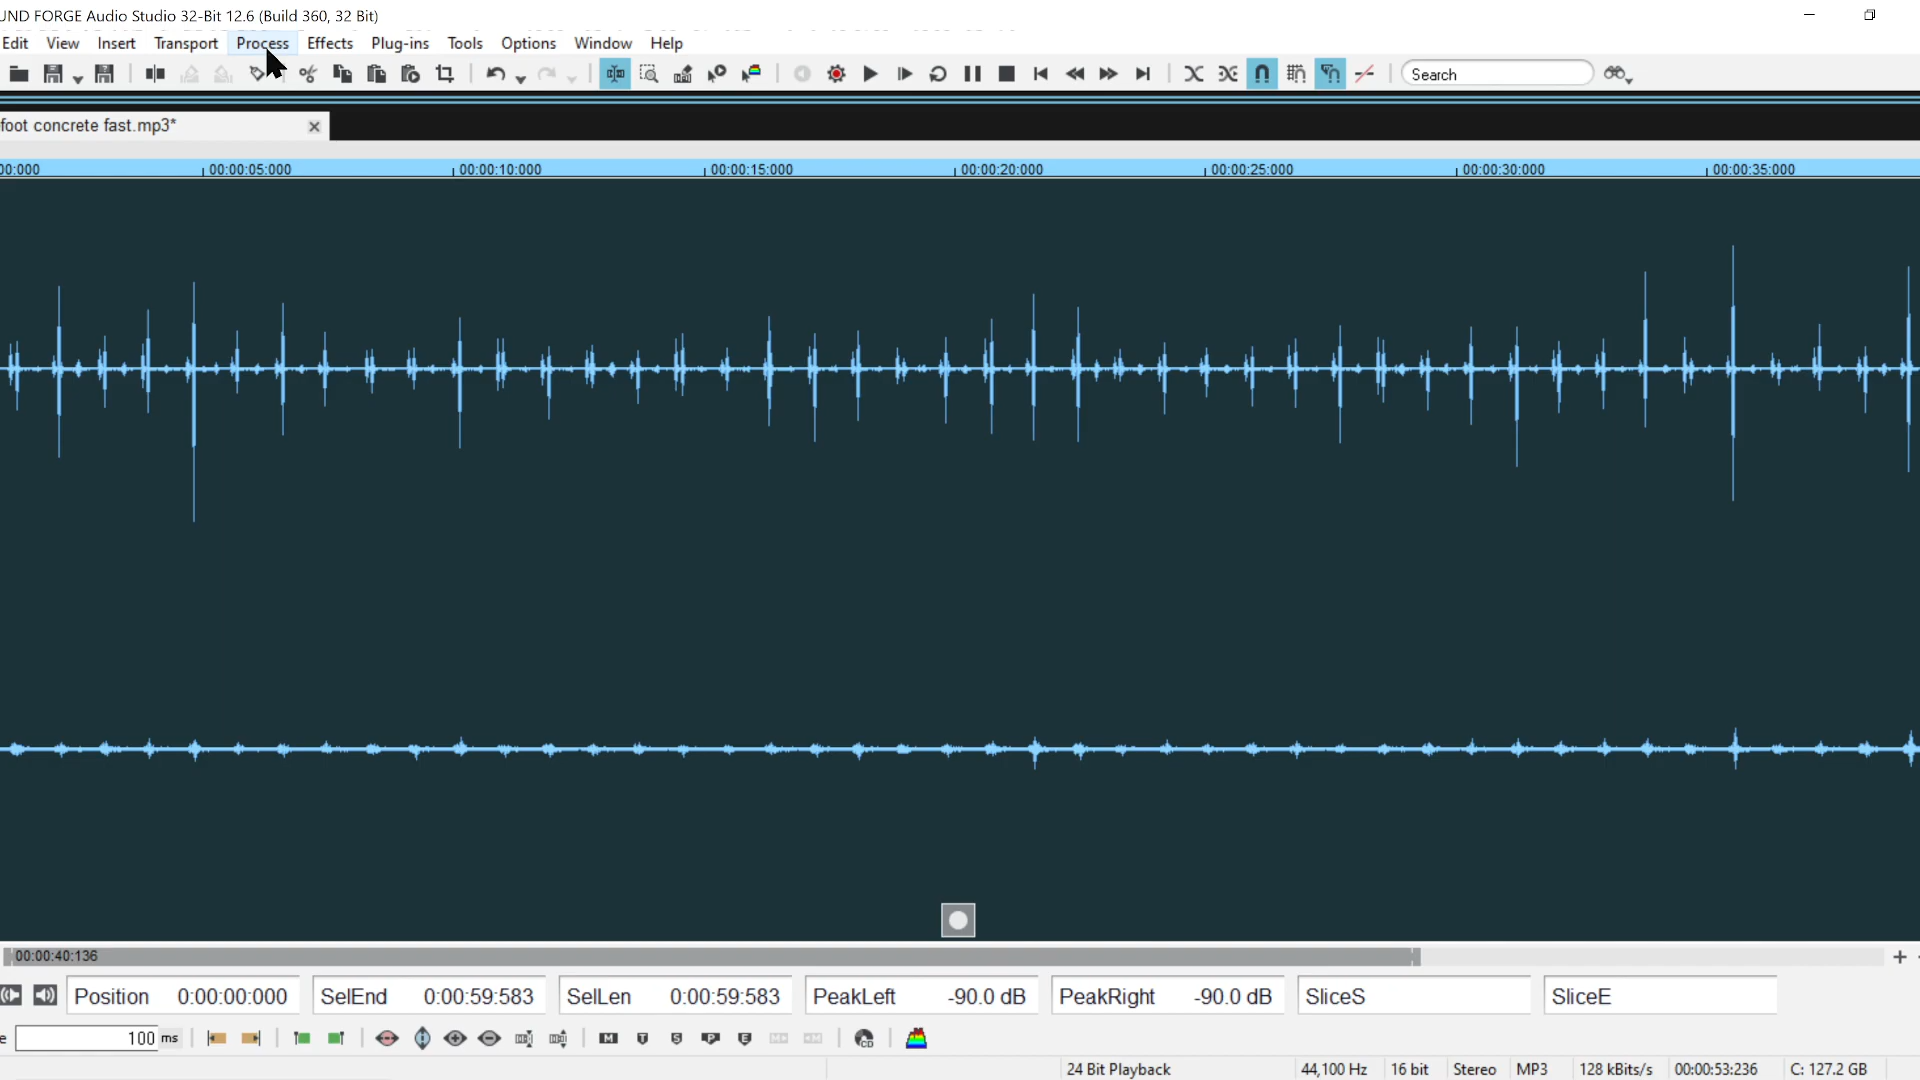 UND FORGE Audio Studio 32-Bit 12.6 (Build 360, 32 Bit)
Edit View Insert Transport Process Effects Plug-ins Tools Options Window Help
Search
foot concrete fast.mp3*
00:000 00:00:05:000 00:00:10:000 00:00:15:000 00:00:20:000 00:00:25:000 00:00:30:000 00:00:35:000
00:00:40:136
Position 0:00:00:000 SelEnd 0:00:59:583 SelLen 0:00:59:583 PeakLeft -90.0 dB PeakRight -90.0 dB SliceS SliceE
e 100 ms M T S P E CD
24 Bit Playback 44,100 Hz 16 bit Stereo MP3 128 kBits/s 00:00:53:236 C: 127.2 GB